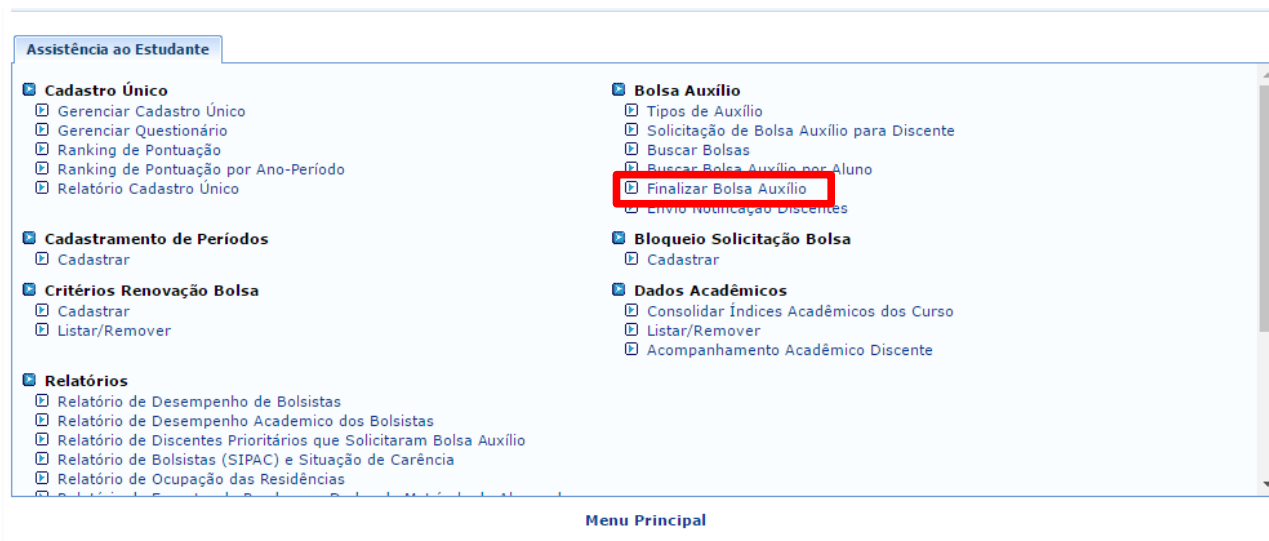 Assistência ao Estudante
Cadastro Único
Gerenciar Cadastro Único
Gerenciar Questionário
Ranking de Pontuação
Ranking de Pontuação por Ano-Período
Relatório Cadastro Único
Bolsa Auxílio
Tipos de Auxílio
Solicitação de Bolsa Auxílio para Discente
Buscar Bolsas
Buscar Bolsa Auxílio por Aluno
Finalizar Bolsa Auxílio
Envio Notificação Discentes
Cadastramento de Períodos
Cadastrar
Bloqueio Solicitação Bolsa
Cadastrar
Critérios Renovação Bolsa
Cadastrar
Listar/Remover
Dados Acadêmicos
Consolidar Índices Acadêmicos dos Curso
Listar/Remover
Acompanhamento Acadêmico Discente
Relatórios
Relatório de Desempenho de Bolsistas
Relatório de Desempenho Academico dos Bolsistas
Relatório de Discentes Prioritários que Solicitaram Bolsa Auxílio
Relatório de Bolsistas (SIPAC) e Situação de Carência
Relatório de Ocupação das Residências
Menu Principal